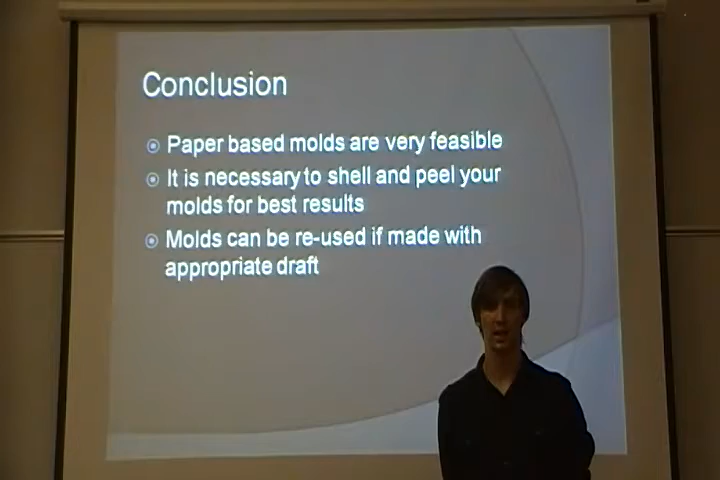 Conclusion
Paper based molds are very feasible
It is necessary to shell and peel your
molds for best results
Molds can be re-used if made with
appropriate draft